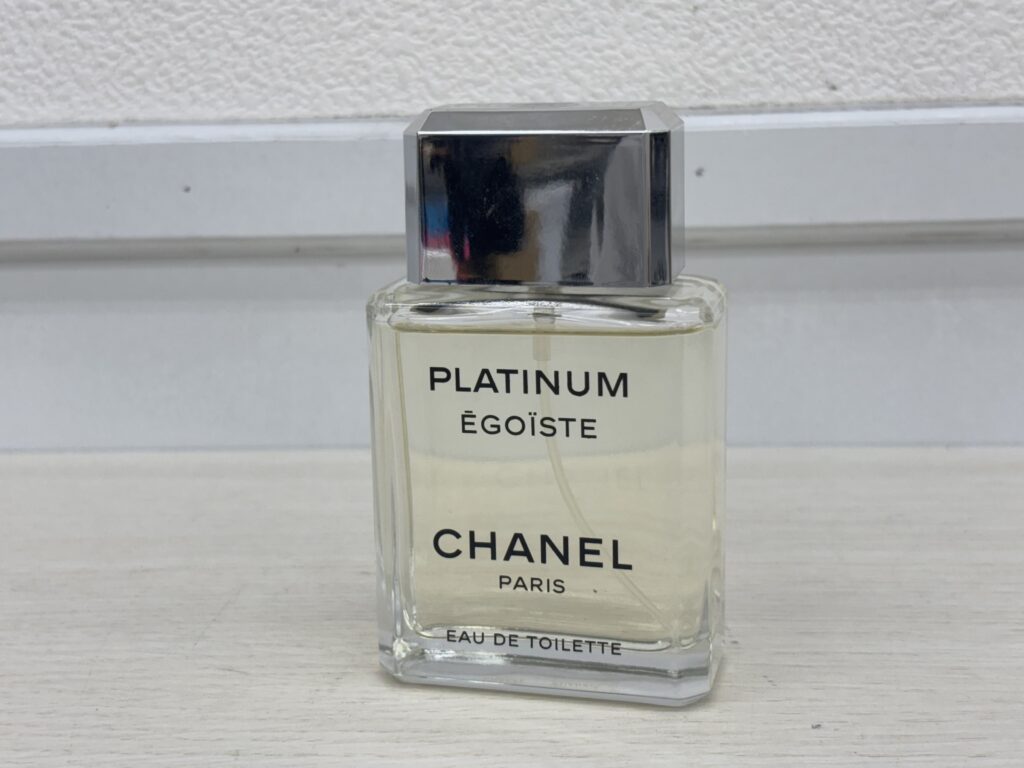 PLATINUM
ÉGOÏSTE
CHANEL
PARIS
EAU DE TOILETTE